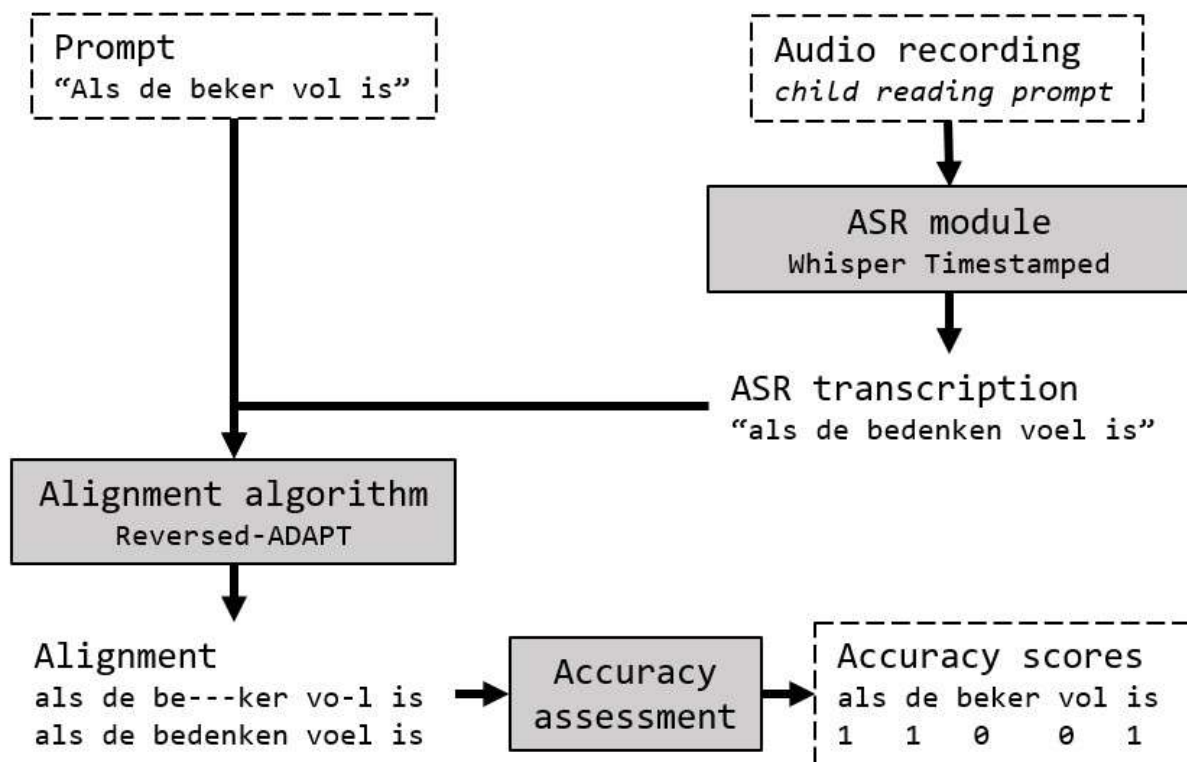 Prompt
“Als de beker vol is”
Audio recording
child reading prompt
ASR module
Whisper Timestamped
ASR transcription
“als de bedenken voel is”
Alignment algorithm
Reversed-ADAPT
Alignment
als de be---ker vo-l is
als de bedenken voel is
Accuracy
assessment
Accuracy scores
als de beker vol is
1 1 0 0 1